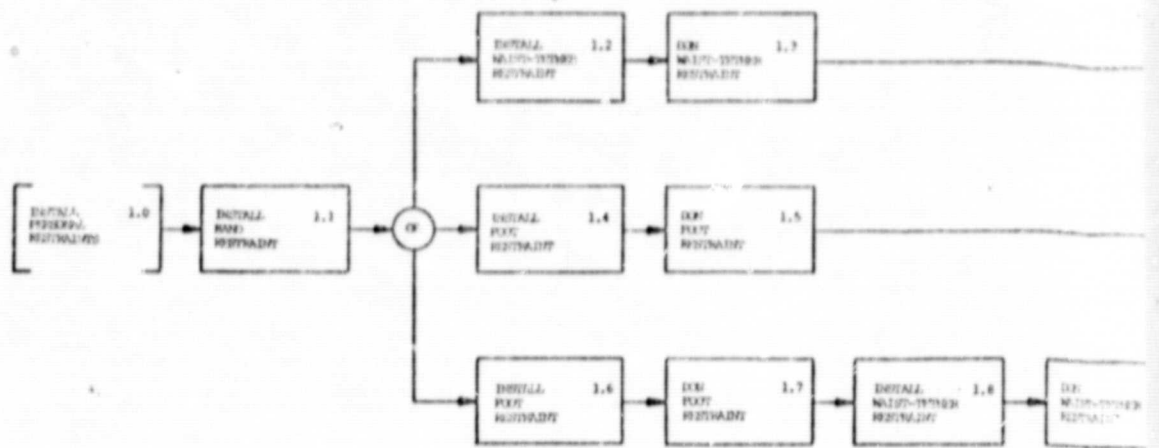 INSTALL 1.2
WAIST-TETHER
RESTRAINT
DON 1.3
WAIST-TETHER
RESTRAINT
INSTALL 1.0
PERSONAL
RESTRAINTS
INSTALL 1.1
HAND
RESTRAINT
OR
INSTALL 1.4
FOOT
RESTRAINT
DON 1.5
FOOT
RESTRAINT
INSTALL 1.6
FOOT
RESTRAINT
DON 1.7
FOOT
RESTRAINT
INSTALL 1.8
WAIST-TETHER
RESTRAINT
DON
WAIST-TETHER
RESTRAINT